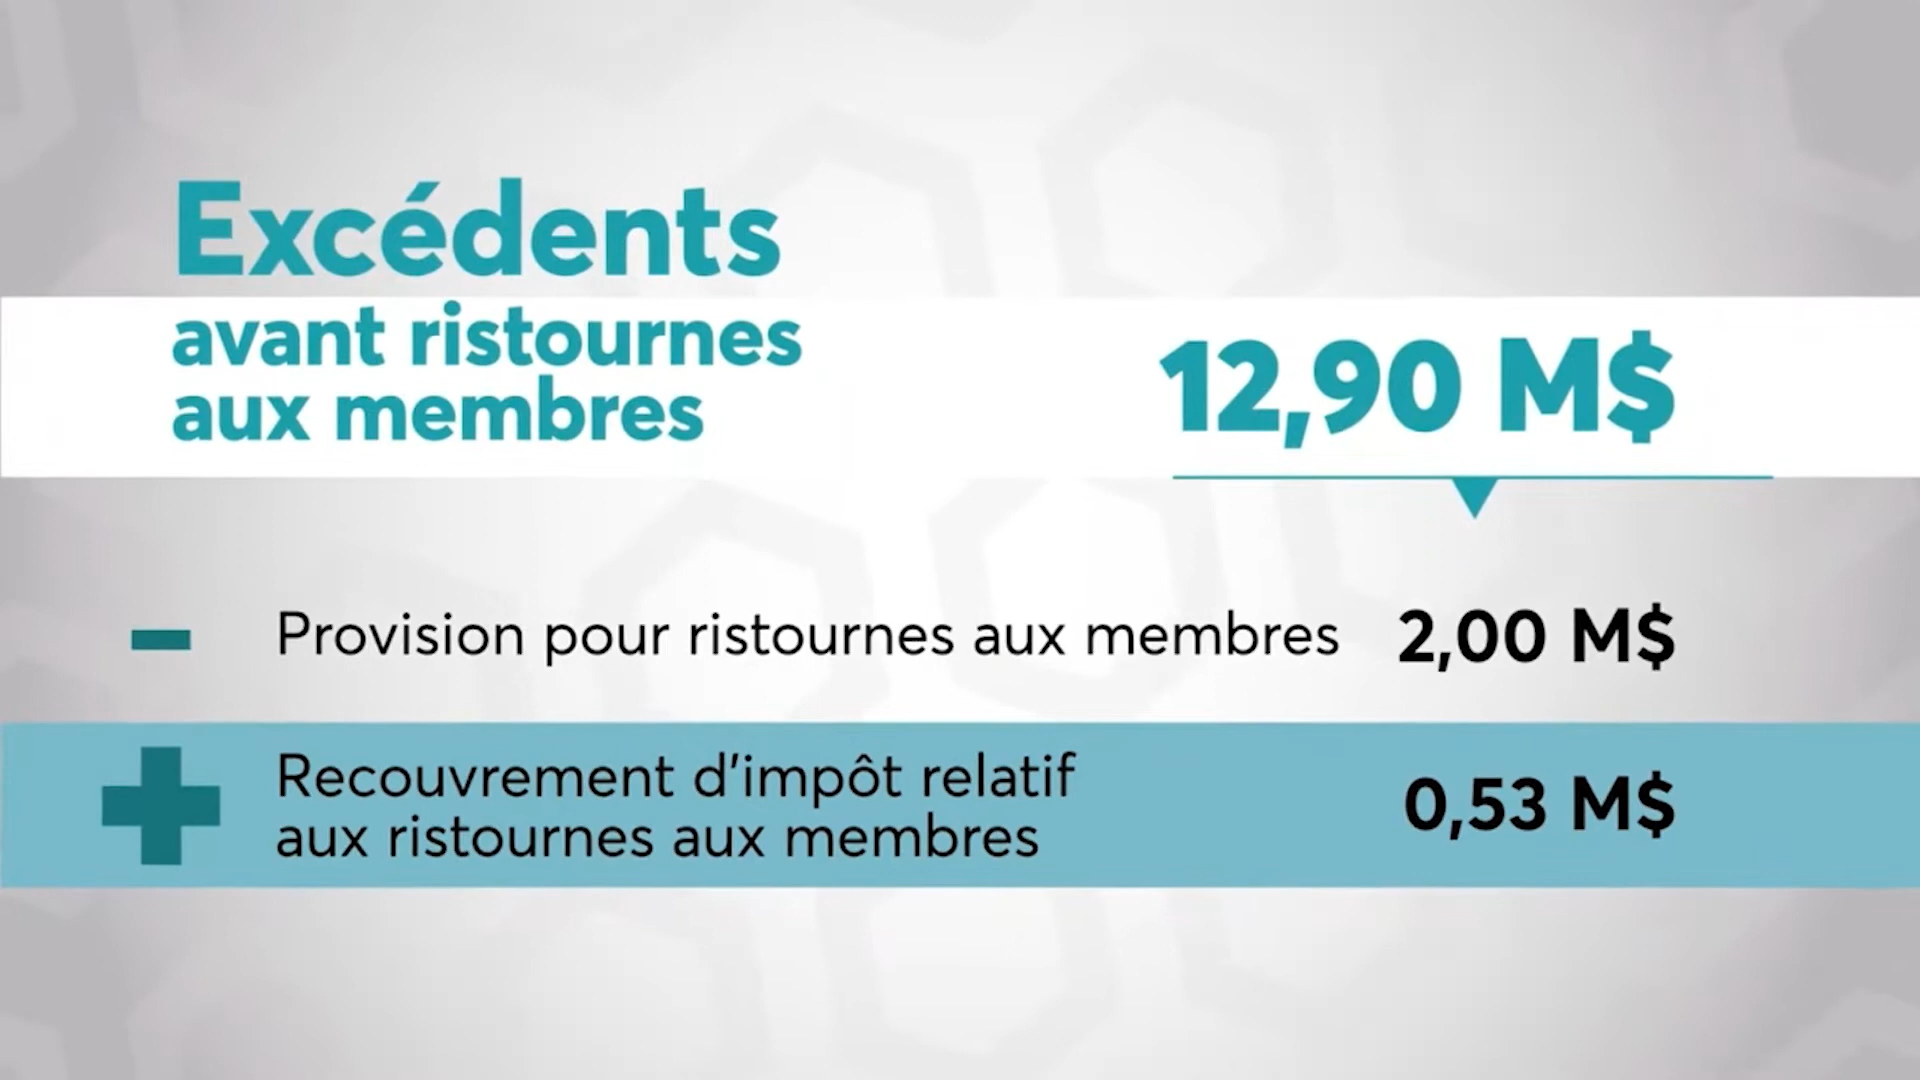 Excédents
avant ristournes
aux membres
12,90 M$
- Provision pour ristournes aux membres 2,00 M$
+ Recouvrement d'impôt relatif
aux ristournes aux membres
0,53 M$